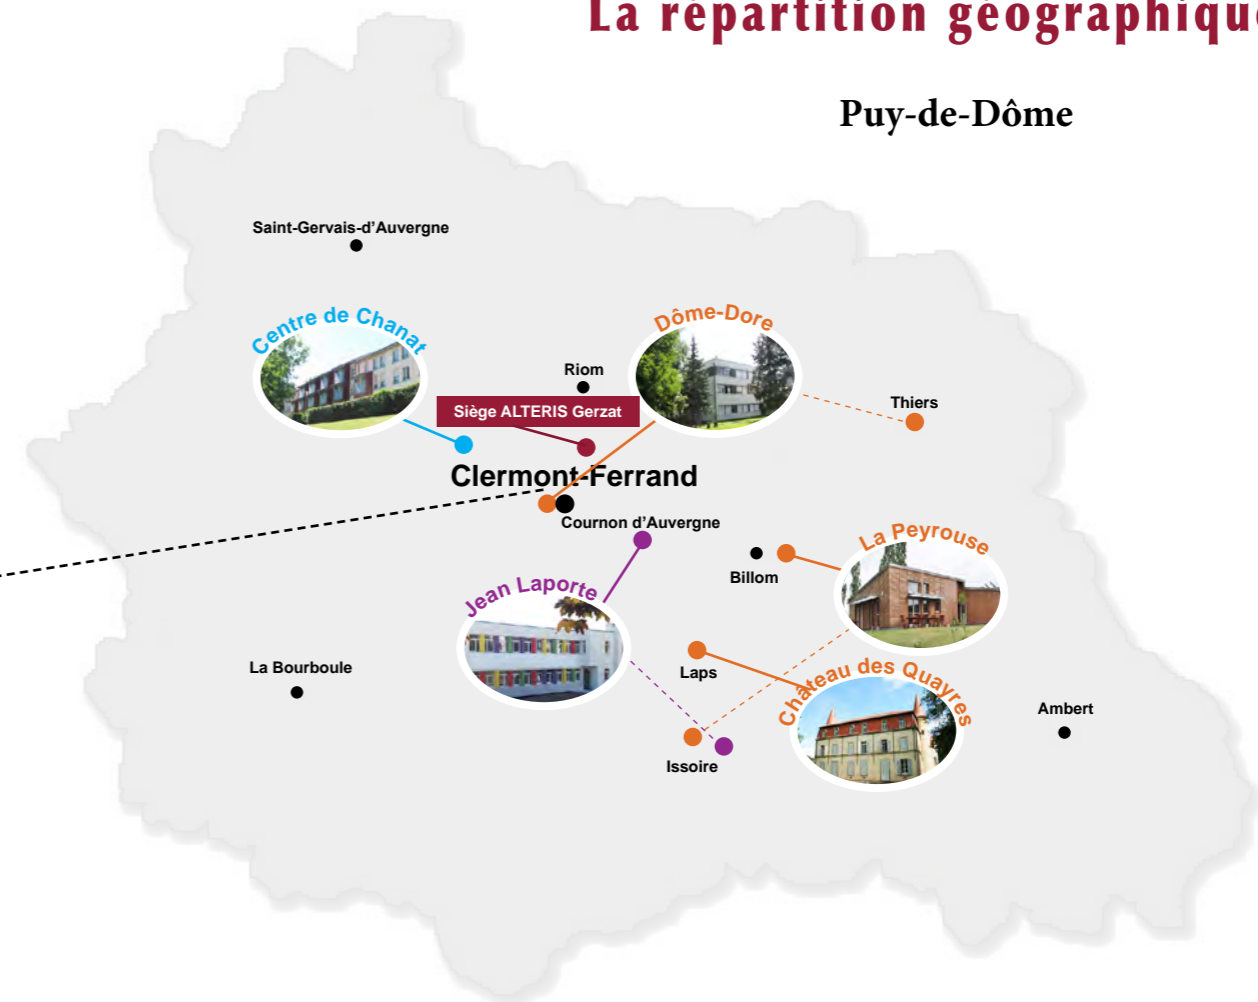 La répartition géographique
Puy-de-Dôme
Saint-Gervais-d’Auvergne
Centre de Chanat
Dôme-Dore
Riom
Siège ALTERIS Gerzat
Thiers
Clermont-Ferrand
Cournon d’Auvergne
La Peyrouse
Billom
Jean Laporte
La Bourboule
Laps
Château des Quayres
Ambert
Issoire